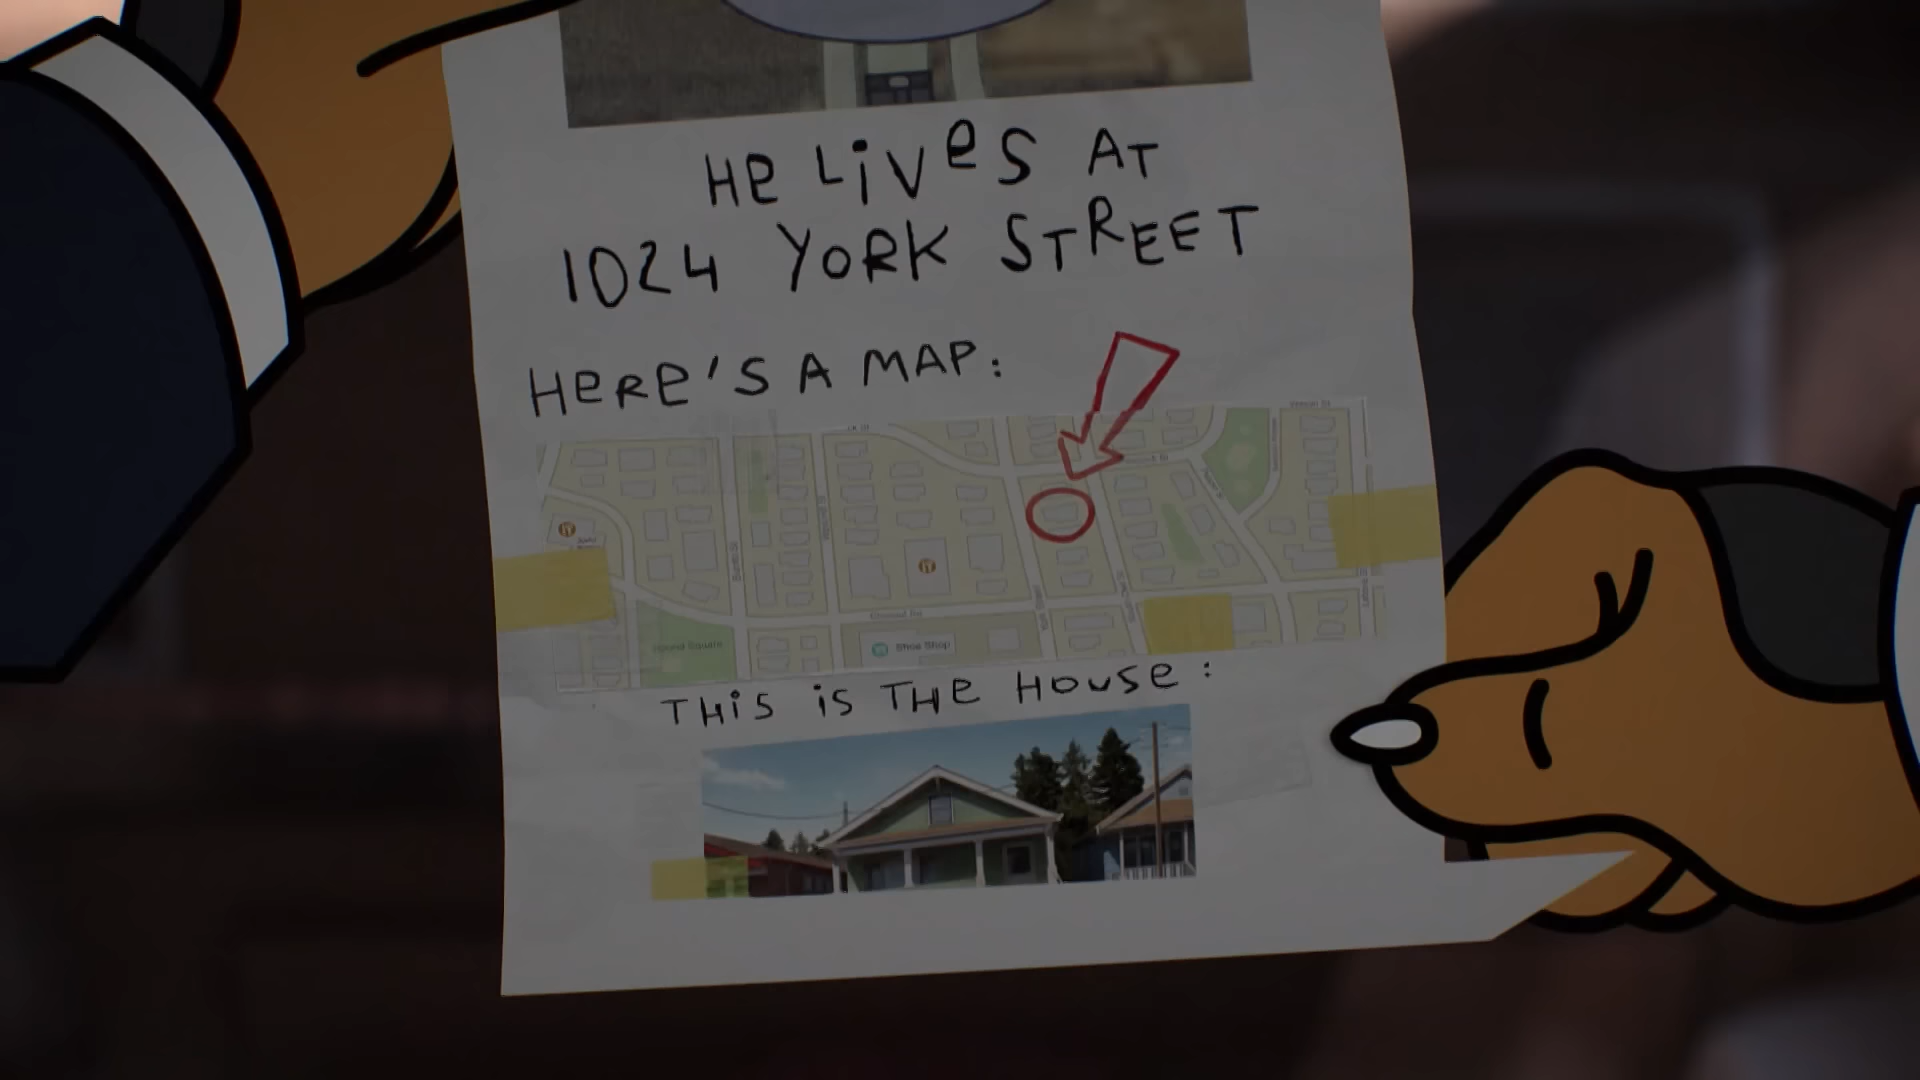 He LiVeS AT
1024 YORK STREET
HeRe'S A MAP:
Shoe Shop
THiS iS THe HOUSe: